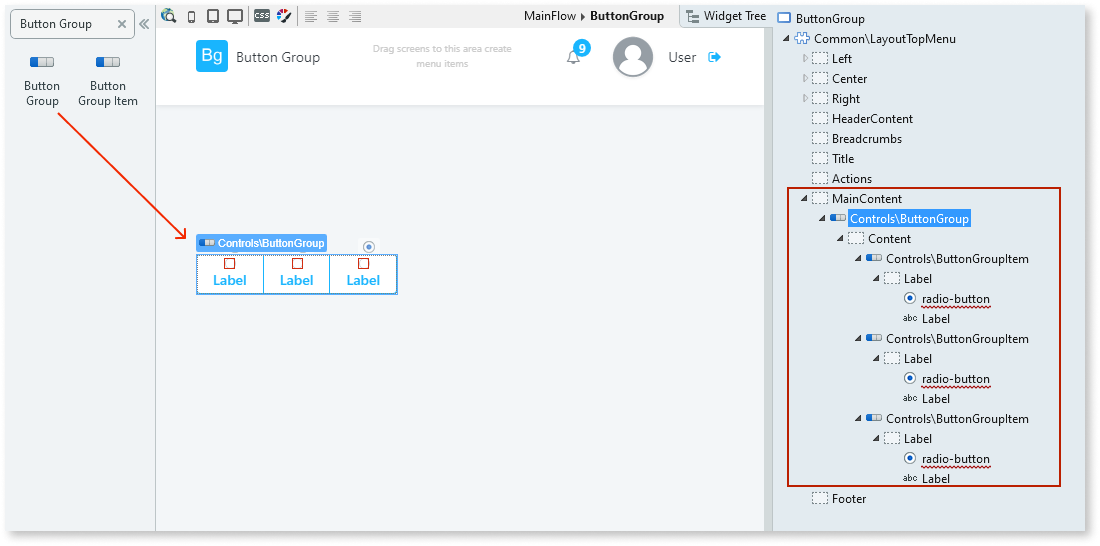 Button Group
CSS
MainFlow ▸ ButtonGroup
Widget Tree
Button
Group
Button
Group Item
Bg
Button Group
Drag screens to this area create
menu items
9
User
Controls\ButtonGroup
Label
Label
Label
ButtonGroup
Common\LayoutTopMenu
Left
Center
Right
HeaderContent
Breadcrumbs
Title
Actions
MainContent
Controls\ButtonGroup
Content
Controls\ButtonGroupItem
Label
radio-button
abc Label
Controls\ButtonGroupItem
Label
radio-button
abc Label
Controls\ButtonGroupItem
Label
radio-button
abc Label
Footer